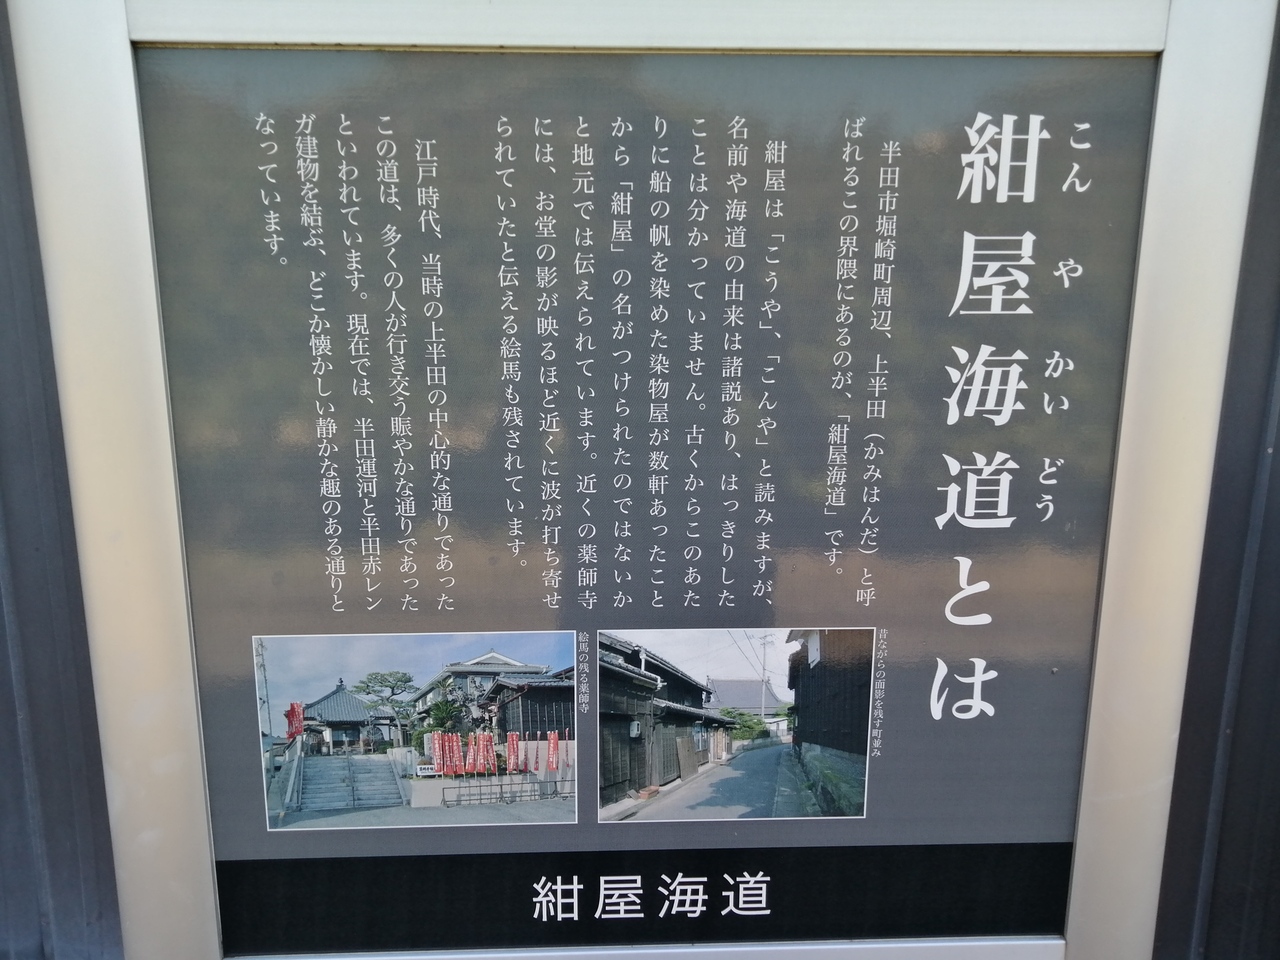 こんやかいどう
紺屋海道とは
半田市堀崎町周辺、上半田（かみはんだ）と呼
ばれるこの界隈にあるのが、「紺屋海道」です。
紺屋は「こうや」、「こんや」と読みますが、
名前や海道の由来は諸説あり、はっきりした
ことは分かっていません。古くからこのあた
りに船の帆を染めた染物屋が数軒あったこと
から「紺屋」の名がつけられたのではないか
と地元では伝えられています。近くの薬師寺
には、お堂の影が映るほど近くに波が打ち寄せ
られていたと伝える絵馬も残されています。
江戸時代、当時の上半田の中心的な通りであった
この道は、多くの人が行き交う賑やかな通りであった
といわれています。現在では、半田運河と半田赤レン
ガ建物を結ぶ、どこか懐かしい静かな趣のある通りと
なっています。
昔ながらの面影を残す町並み
絵馬の残る薬師寺
紺屋海道